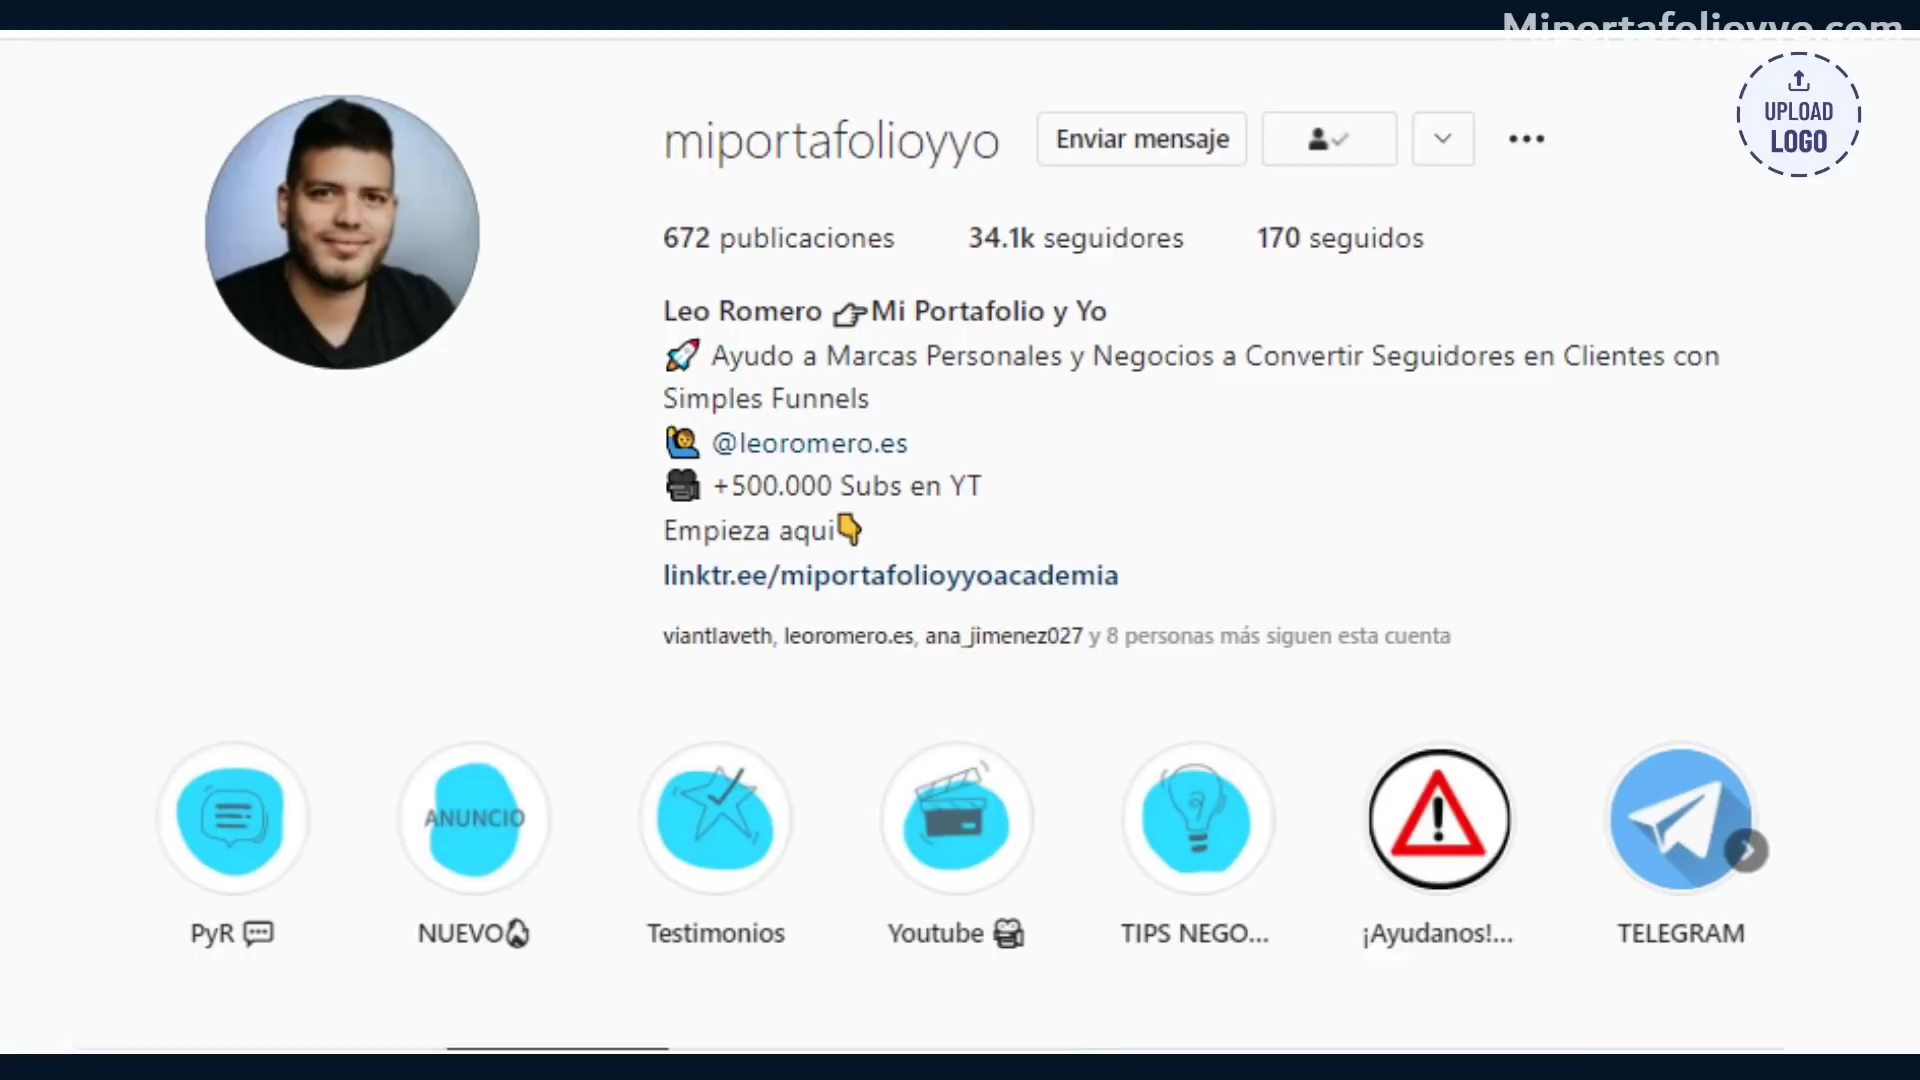 Miportafolioyyo.com
UPLOAD
LOGO
miportafolioyyo Enviar mensaje
672 publicaciones 34.1k seguidores 170 seguidos
Leo Romero 👉Mi Portafolio y Yo
🚀 Ayudo a Marcas Personales y Negocios a Convertir Seguidores en Clientes con
Simples Funnels
🙋‍♂️ @leoromero.es
🎥 +500.000 Subs en YT
Empieza aqui👇
linktr.ee/miportafolioyyoacademia
viantlaveth, leoromero.es, ana_jimenez027 y 8 personas más siguen esta cuenta
ANUNCIO
PyR 💬 NUEVO🔥 Testimonios Youtube 🎥 TIPS NEGO... ¡Ayudanos!... TELEGRAM